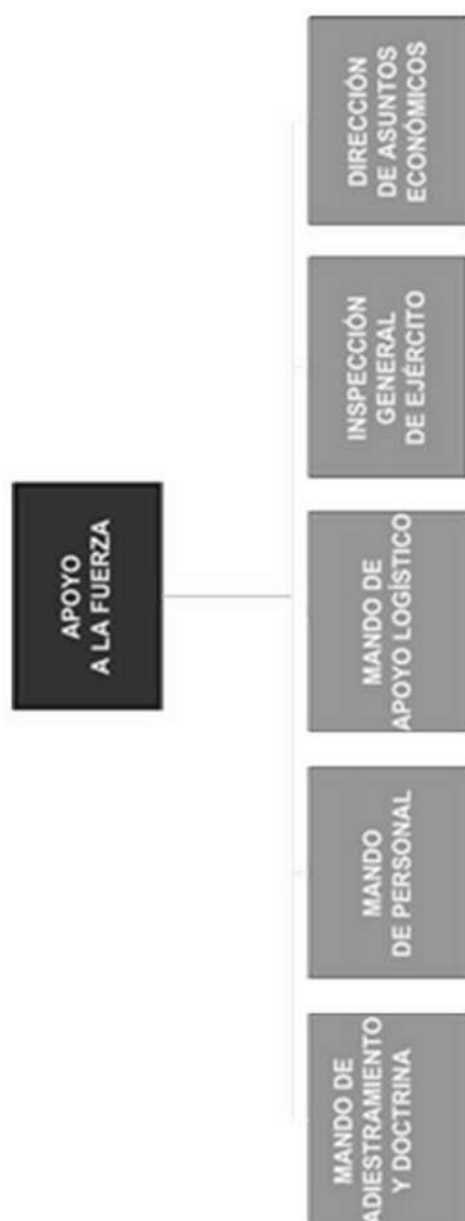 APOYO
A LA FUERZA
MANDO DE
ADIESTRAMIENTO
Y DOCTRINA
MANDO
DE PERSONAL
MANDO DE
APOYO LOGÍSTICO
INSPECCIÓN
GENERAL
DE EJÉRCITO
DIRECCIÓN
DE ASUNTOS
ECONÓMICOS